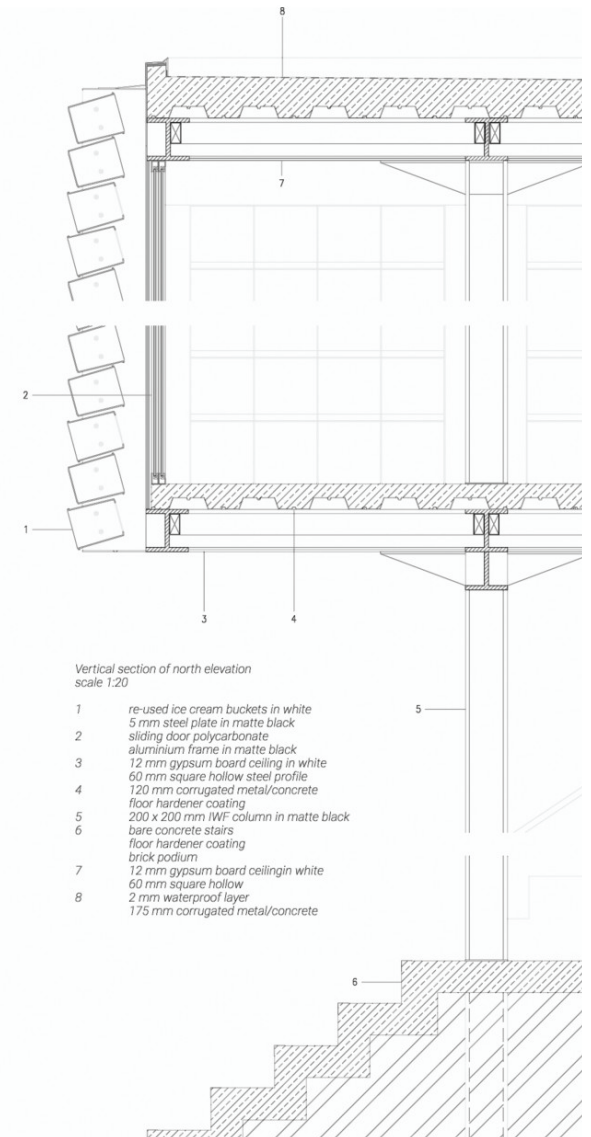 8
7
2
1
3
4
Vertical section of north elevation
scale 1:20
1 re-used ice cream buckets in white
5 mm steel plate in matte black
2 sliding door polycarbonate
aluminium frame in matte black
3 12 mm gypsum board ceiling in white
60 mm square hollow steel profile
4 120 mm corrugated metal/concrete
floor hardener coating
5 200 x 200 mm IWF column in matte black
6 bare concrete stairs
floor hardener coating
brick podium
7 12 mm gypsum board ceilingin white
60 mm square hollow
8 2 mm waterproof layer
175 mm corrugated metal/concrete
5
6